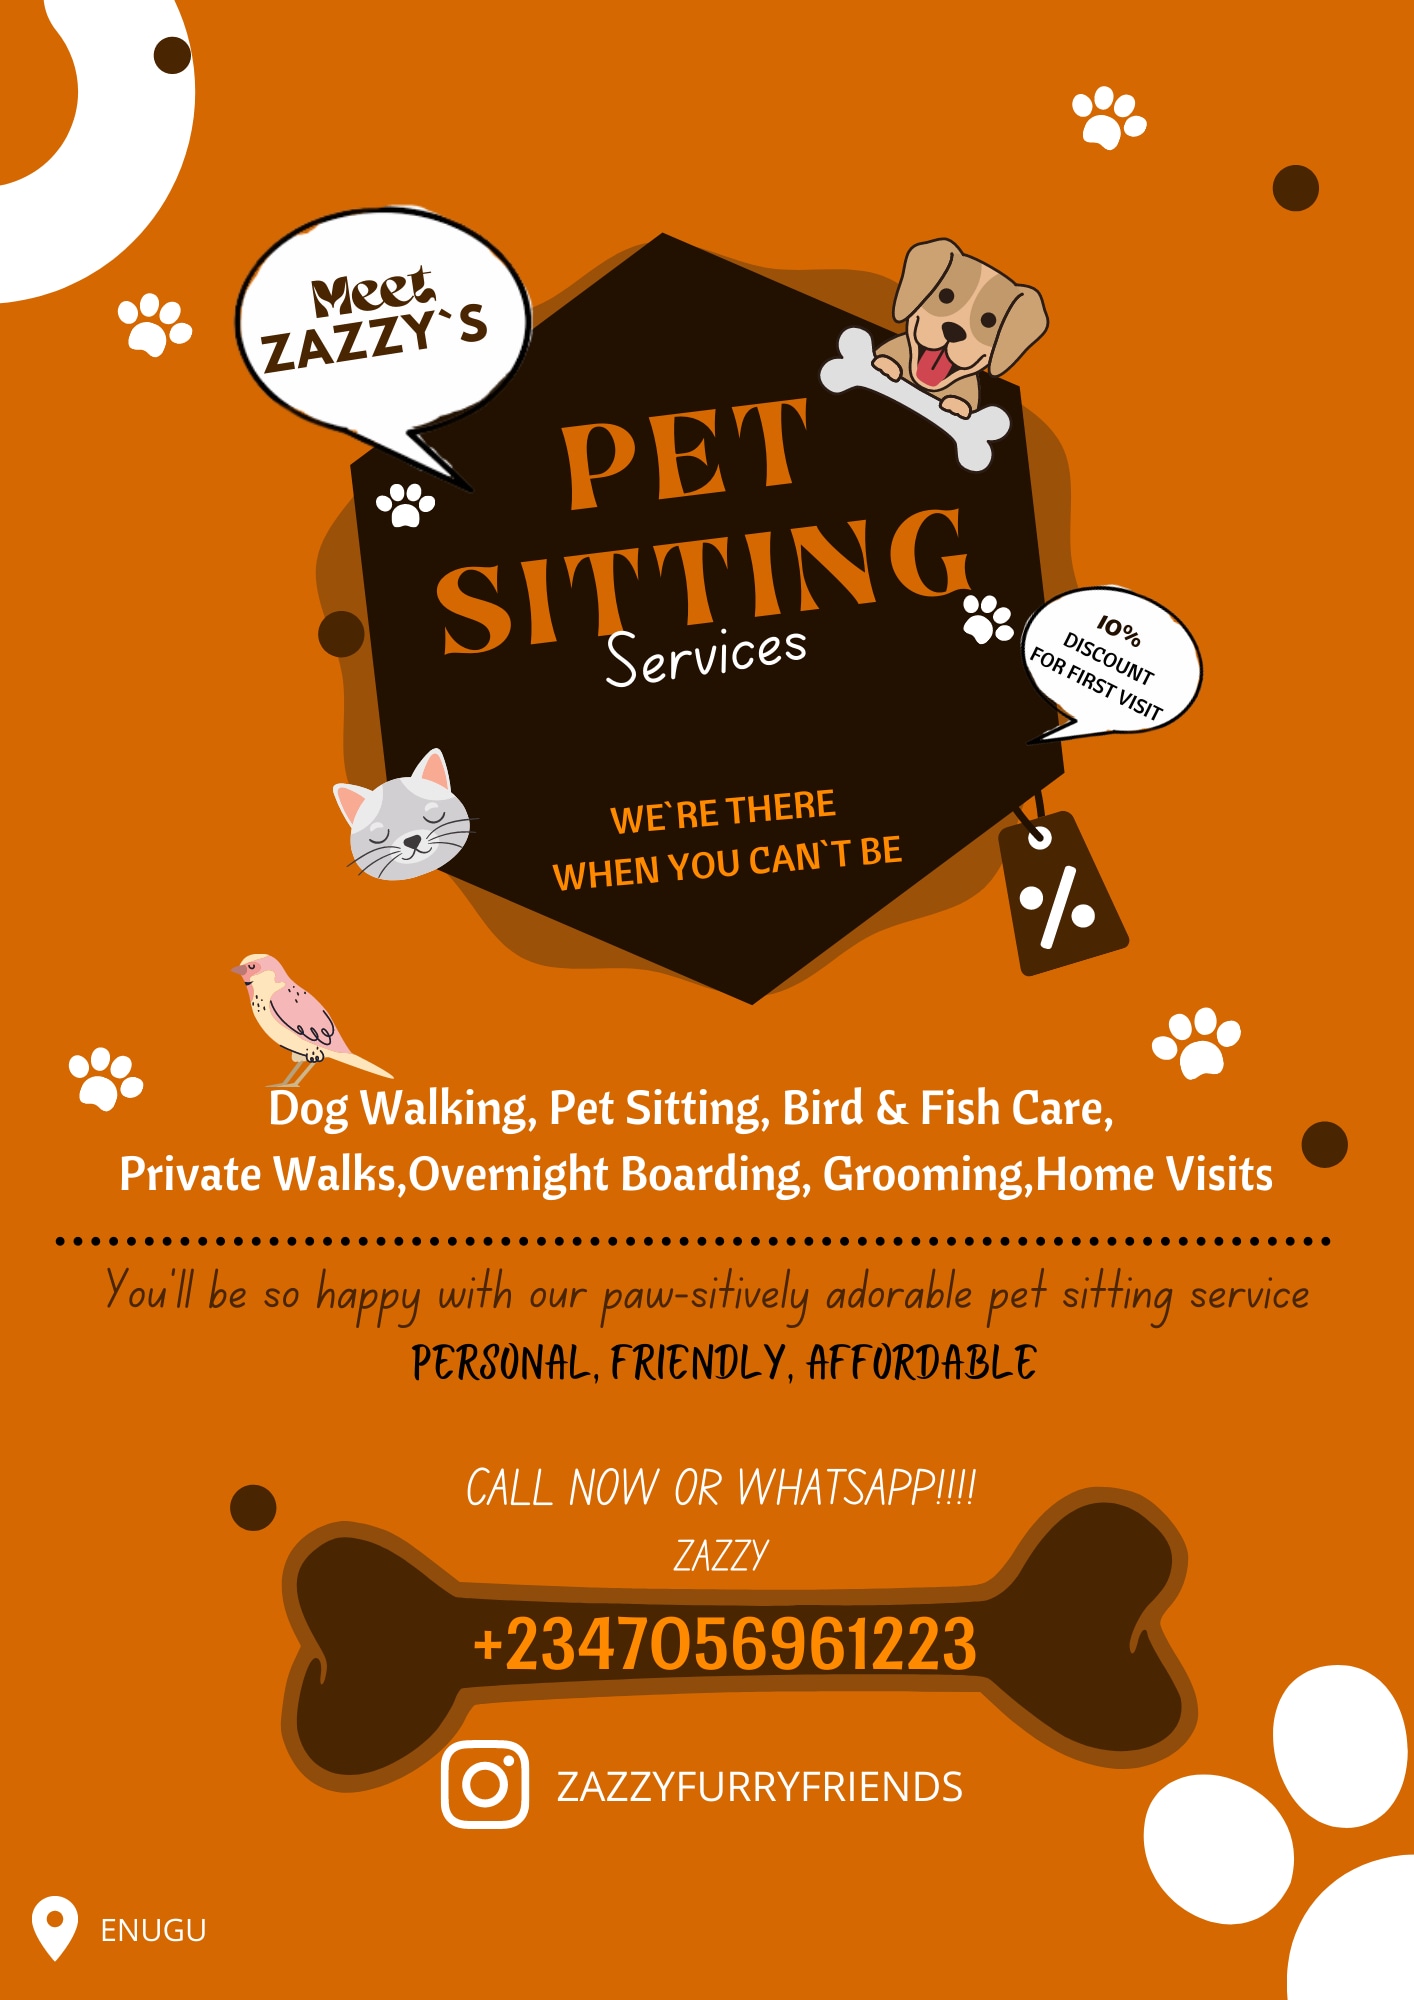 Meet
ZAZZY`S
PET
SITTING
Services
10%
DISCOUNT
FOR FIRST VISIT
WE`RE THERE
WHEN YOU CAN`T BE
%
Dog Walking, Pet Sitting, Bird & Fish Care,
Private Walks,Overnight Boarding, Grooming,Home Visits
You'll be so happy with our paw-sitively adorable pet sitting service
PERSONAL, FRIENDLY, AFFORDABLE
CALL NOW OR WHATSAPP!!!!
ZAZZY
+2347056961223
ZAZZYFURRYFRIENDS
ENUGU